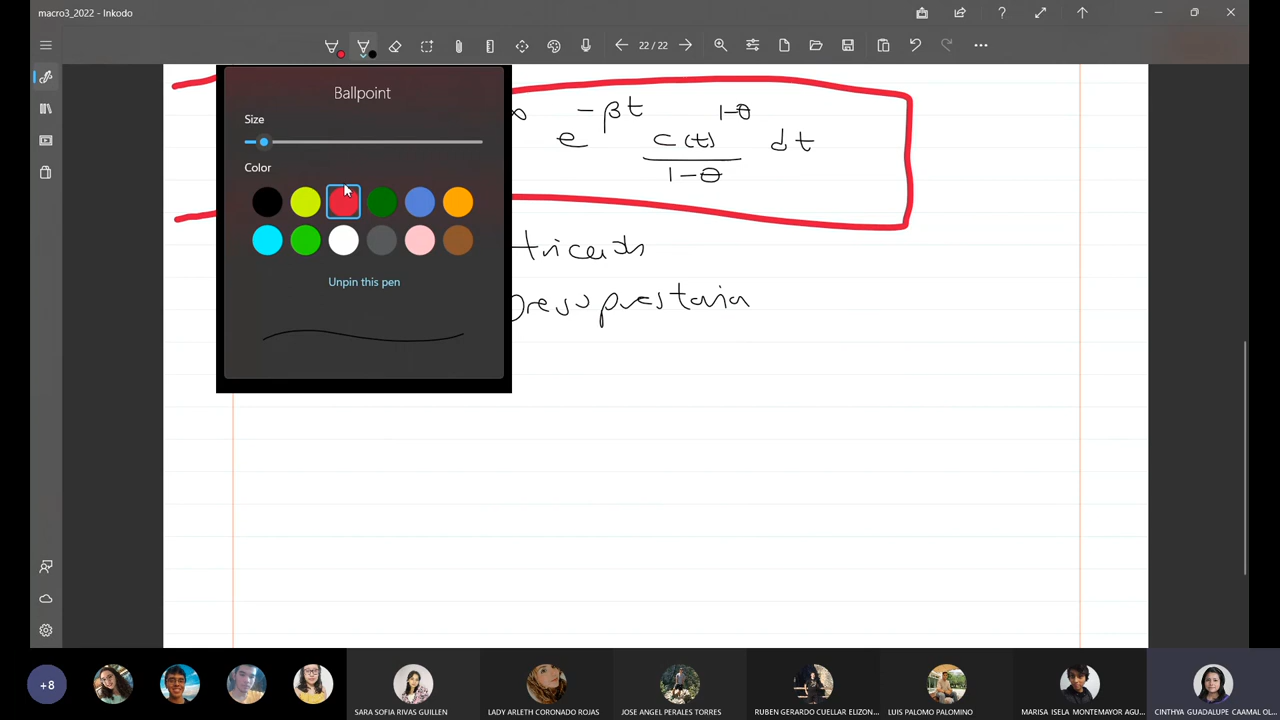 macro3_2022 - Inkodo
22 / 22
Ballpoint
Size
Color
Unpin this pen
∞ e^{-βt} c(t)^{1-θ} / 1-θ dt
presupuestaria
+8
SARA SOFIA RIVAS GUILLEN
LADY ARLETH CORONADO ROJAS
JOSE ANGEL PERALES TORRES
RUBEN GERARDO CUELLAR ELIZON...
LUIS PALOMO PALOMINO
MARISA ISELA MONTEMAYOR AGU...
CINTHYA GUADALUPE CAAMAL OL...